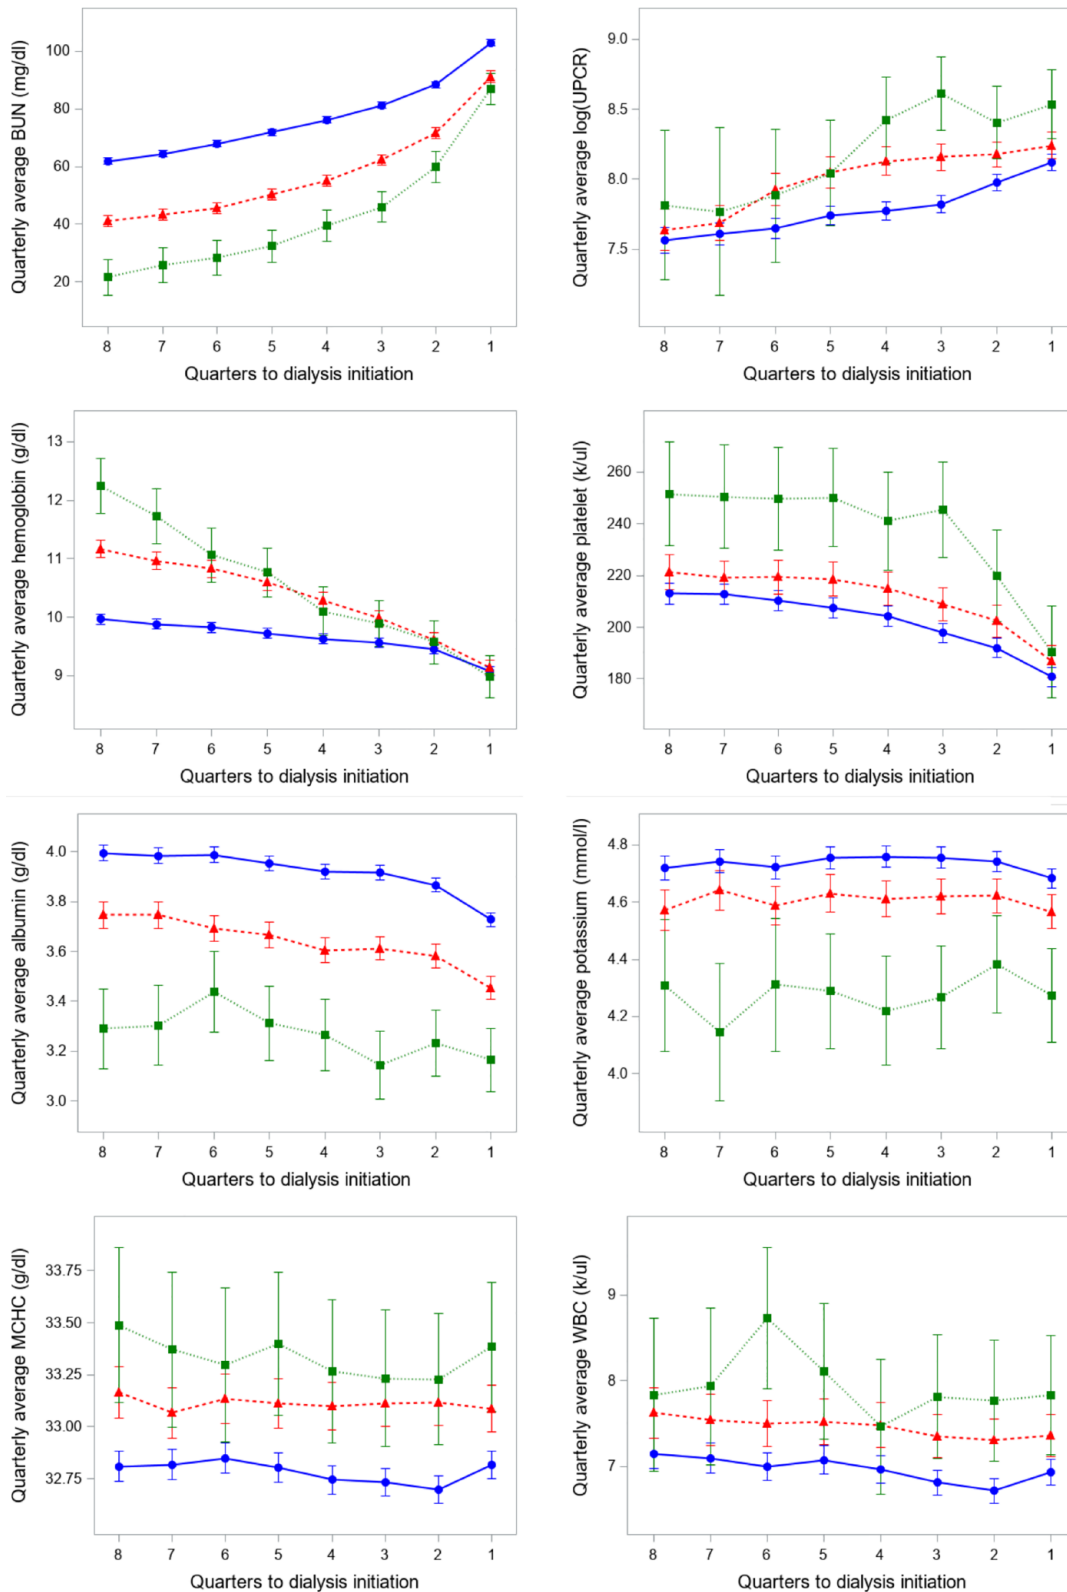 Quarterly average BUN (mg/dl)
100
80
60
40
20
8 7 6 5 4 3 2 1
Quarters to dialysis initiation
Quarterly average log(UPCR)
9.0
8.5
8.0
7.5
8 7 6 5 4 3 2 1
Quarters to dialysis initiation
Quarterly average hemoglobin (g/dl)
13
12
11
10
9
8 7 6 5 4 3 2 1
Quarters to dialysis initiation
Quarterly average platelet (k/ul)
260
240
220
200
180
8 7 6 5 4 3 2 1
Quarters to dialysis initiation
Quarterly average albumin (g/dl)
4.0
3.8
3.6
3.4
3.2
3.0
8 7 6 5 4 3 2 1
Quarters to dialysis initiation
Quarterly average potassium (mmol/l)
4.8
4.6
4.4
4.2
4.0
8 7 6 5 4 3 2 1
Quarters to dialysis initiation
Quarterly average MCHC (g/dl)
33.75
33.50
33.25
33.00
32.75
8 7 6 5 4 3 2 1
Quarters to dialysis initiation
Quarterly average WBC (k/ul)
9
8
7
8 7 6 5 4 3 2 1
Quarters to dialysis initiation